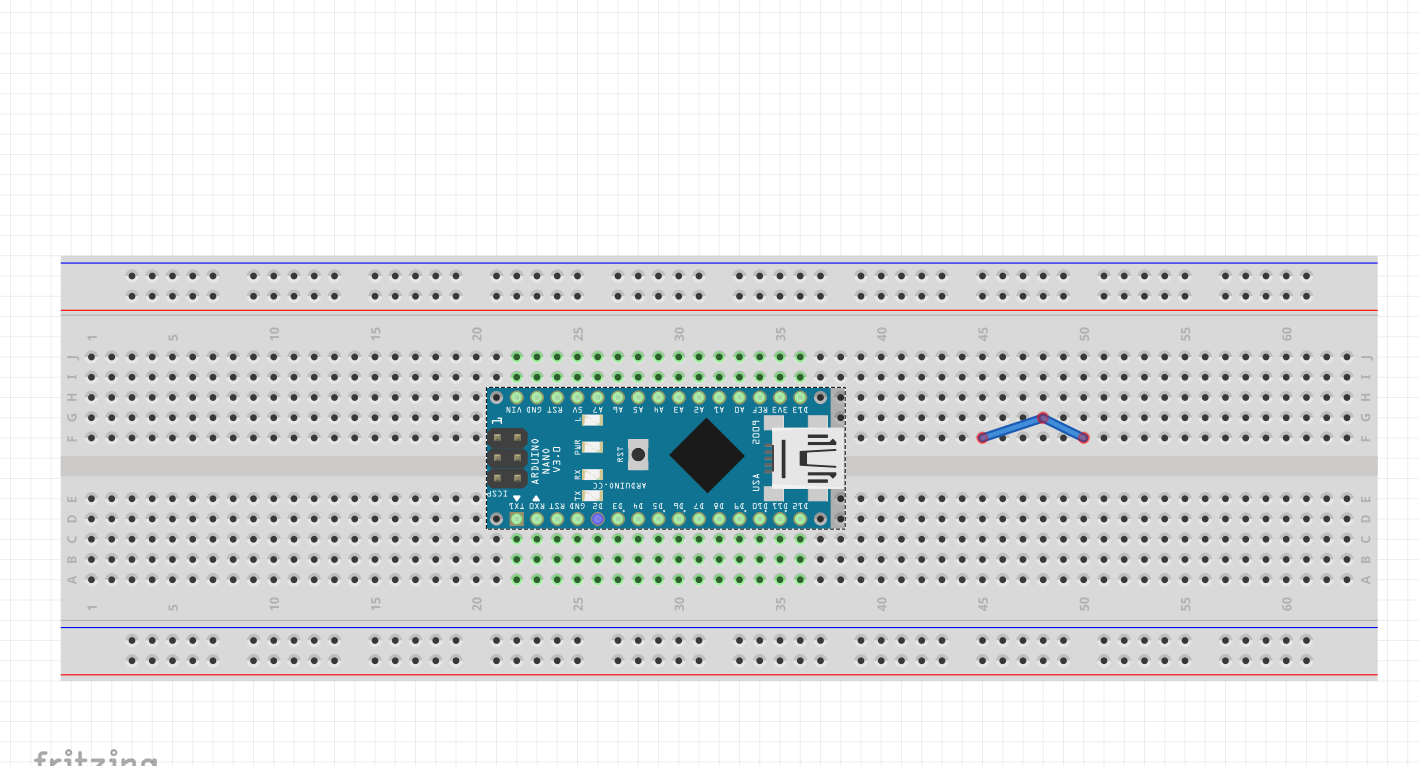 1 5 10 15 20 25 30 35 40 45 50 55 60
J J
I I
H H
G G
F F
VIN GND RST 5V A7 A6 A5 A4 A3 A2 A1 A0 REF 3V3 D13
1
L
PWR
RX
TX
RST
ARDUINO
NANO
V3.0
ICSP
ARDUINO.CC
USA
TX1 RX0 RST GND D2 D3 D4 D5 D6 D7 D8 D9 D10 D11 D12
E E
D D
C C
B B
A A
1 5 10 15 20 25 30 35 40 45 50 55 60
fritzing